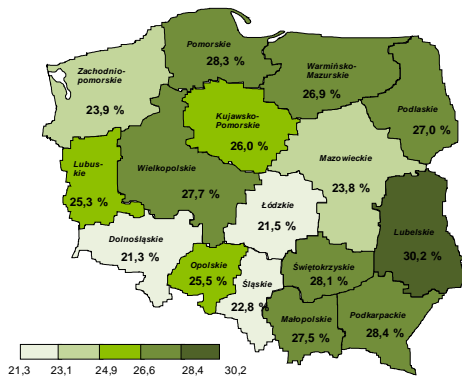 Pomorskie
28,3 %
Zachodnio-
pomorskie
23,9 %
Warmińsko-
Mazurskie
26,9 %
Podlaskie
27,0 %
Kujawsko-
Pomorskie
26,0 %
Lubus-
kie
25,3 %
Wielkopolskie
27,7 %
Mazowieckie
23,8 %
Łódzkie
21,5 %
Lubelskie
30,2 %
Dolnośląskie
21,3 %
Opolskie
25,5 %
Śląskie
22,8 %
Świętokrzyskie
28,1 %
Małopolskie
27,5 %
Podkarpackie
28,4 %
21,3 23,1 24,9 26,6 28,4 30,2